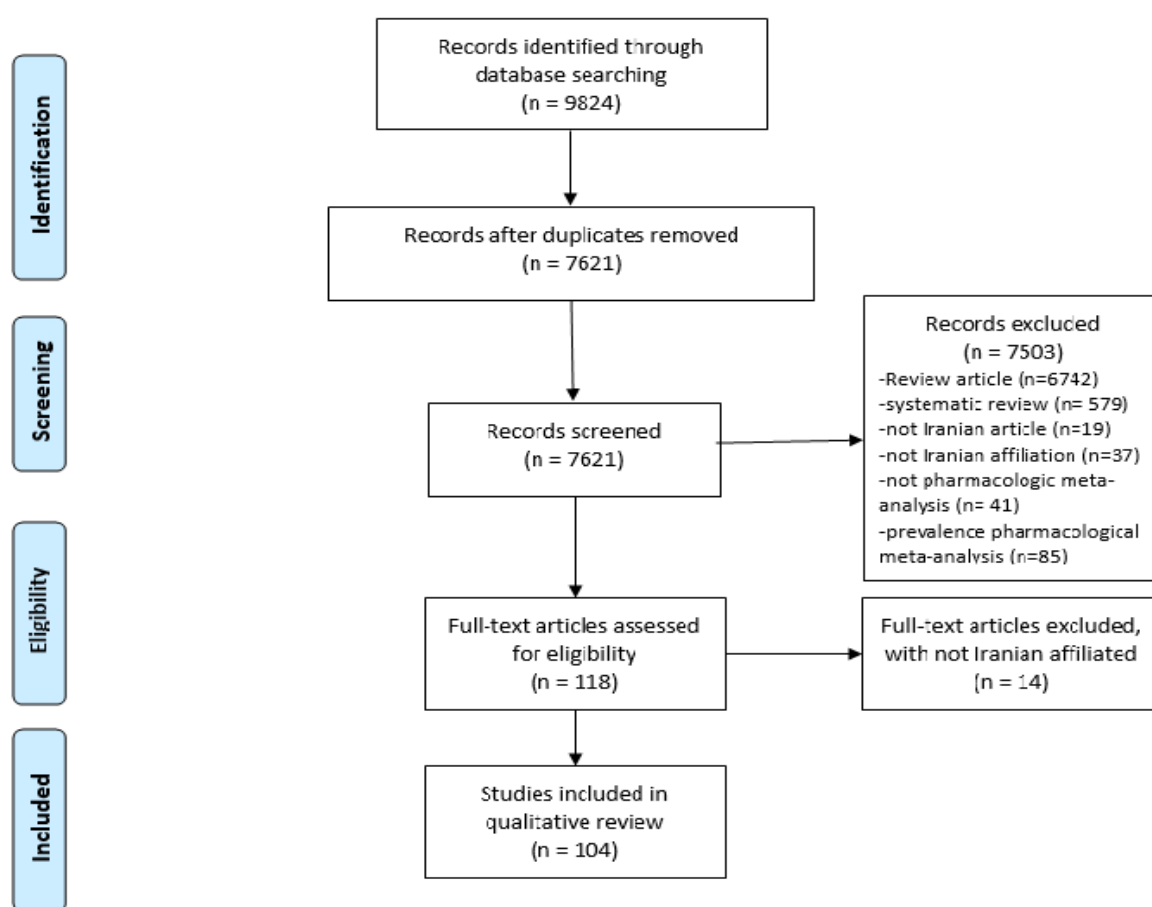 Identification
Records identified through
database searching
(n = 9824)
Records after duplicates removed
(n = 7621)
Screening
Records screened
(n = 7621)
Records excluded
(n = 7503)
-Review article (n=6742)
-systematic review (n= 579)
-not Iranian article (n=19)
-not Iranian affiliation (n=37)
-not pharmacologic meta-
analysis (n= 41)
-prevalence pharmacological
meta-analysis (n=85)
Eligibility
Full-text articles assessed
for eligibility
(n = 118)
Full-text articles excluded,
with not Iranian affiliated
(n = 14)
Included
Studies included in
qualitative review
(n = 104)